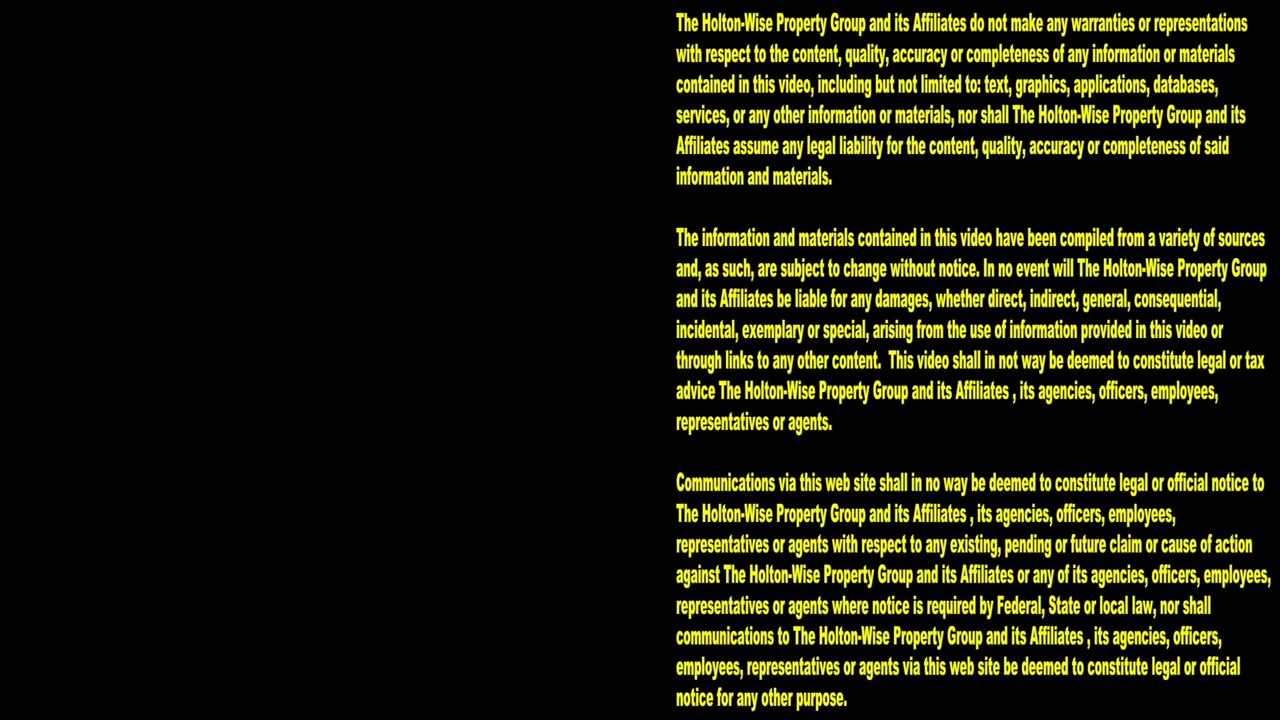 The Holton-Wise Property Group and its Affiliates do not make any warranties or representations
with respect to the content, quality, accuracy or completeness of any information or materials
contained in this video, including but not limited to: text, graphics, applications, databases,
services, or any other information or materials, nor shall The Holton-Wise Property Group and its
Affiliates assume any legal liability for the content, quality, accuracy or completeness of said
information and materials.
The information and materials contained in this video have been compiled from a variety of sources
and, as such, are subject to change without notice. In no event will The Holton-Wise Property Group
and its Affiliates be liable for any damages, whether direct, indirect, general, consequential,
incidental, exemplary or special, arising from the use of information provided in this video or
through links to any other content.  This video shall in not way be deemed to constitute legal or tax
advice The Holton-Wise Property Group and its Affiliates , its agencies, officers, employees,
representatives or agents.
Communications via this web site shall in no way be deemed to constitute legal or official notice to
The Holton-Wise Property Group and its Affiliates , its agencies, officers, employees,
representatives or agents with respect to any existing, pending or future claim or cause of action
against The Holton-Wise Property Group and its Affiliates or any of its agencies, officers, employees,
representatives or agents where notice is required by Federal, State or local law, nor shall
communications to The Holton-Wise Property Group and its Affiliates , its agencies, officers,
employees, representatives or agents via this web site be deemed to constitute legal or official
notice for any other purpose.